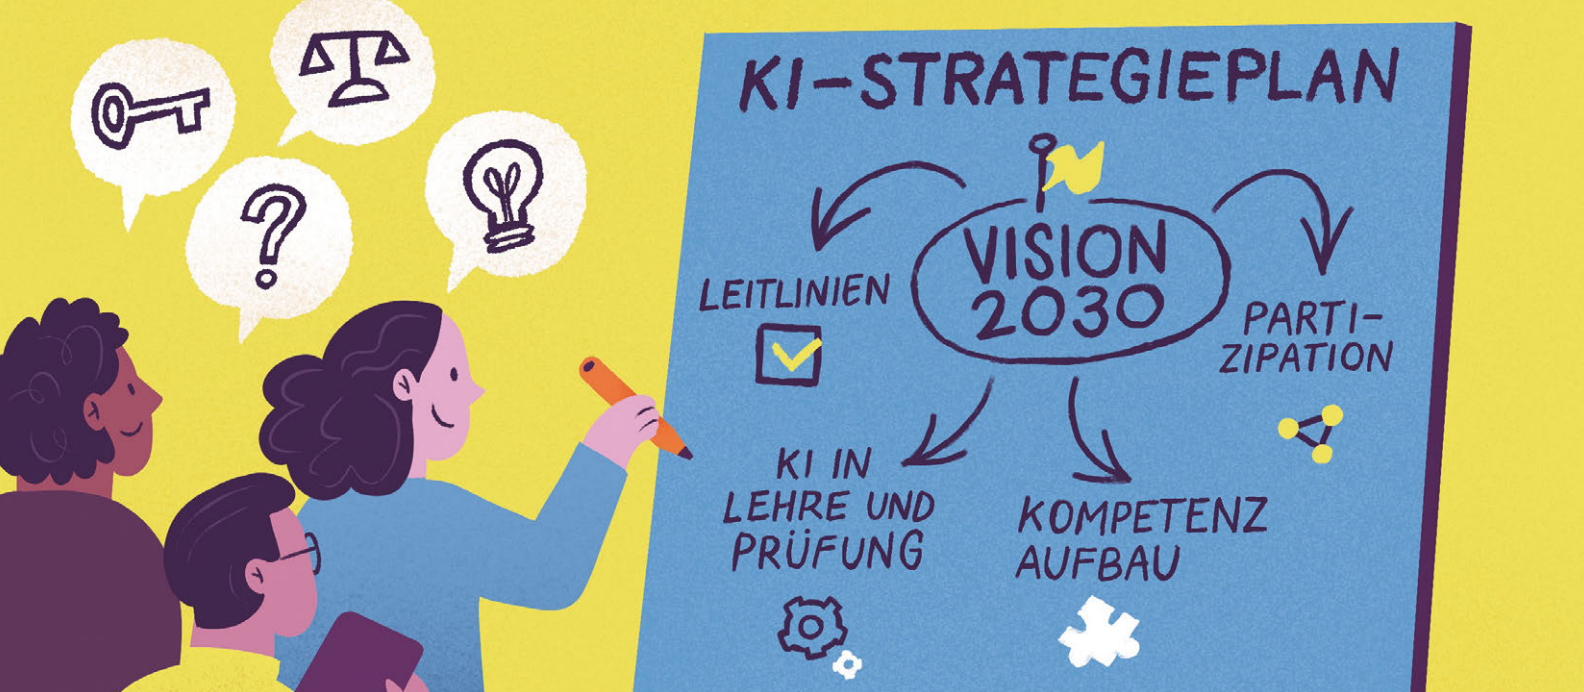 KI-STRATEGIEPLAN
VISION
2030
LEITLINIEN
PARTI-
ZIPATION
KI IN
LEHRE UND
PRÜFUNG
KOMPETENZ
AUFBAU
?